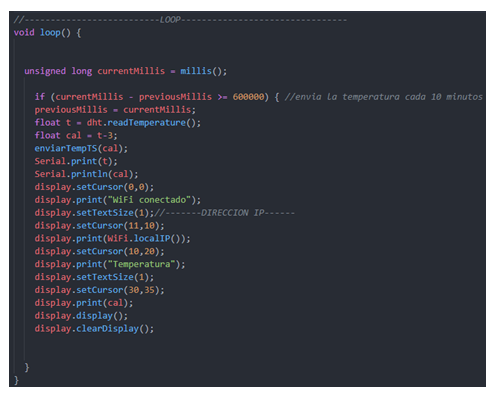 //-------------------------LOOP-------------------------------
void loop() {
unsigned long currentMillis = millis();
if (currentMillis - previousMillis >= 600000) { //envia la temperatura cada 10 minutos
previousMillis = currentMillis;
float t = dht.readTemperature();
float cal = t-3;
enviarTempTS(cal);
Serial.print(t);
Serial.println(cal);
display.setCursor(0,0);
display.print("WiFi conectado");
display.setTextSize(1);//-------DIRECCION IP------
display.setCursor(11,10);
display.print(WiFi.localIP());
display.setCursor(10,20);
display.print("Temperatura");
display.setTextSize(1);
display.setCursor(30,35);
display.print(cal);
display.display();
display.clearDisplay();
}
}